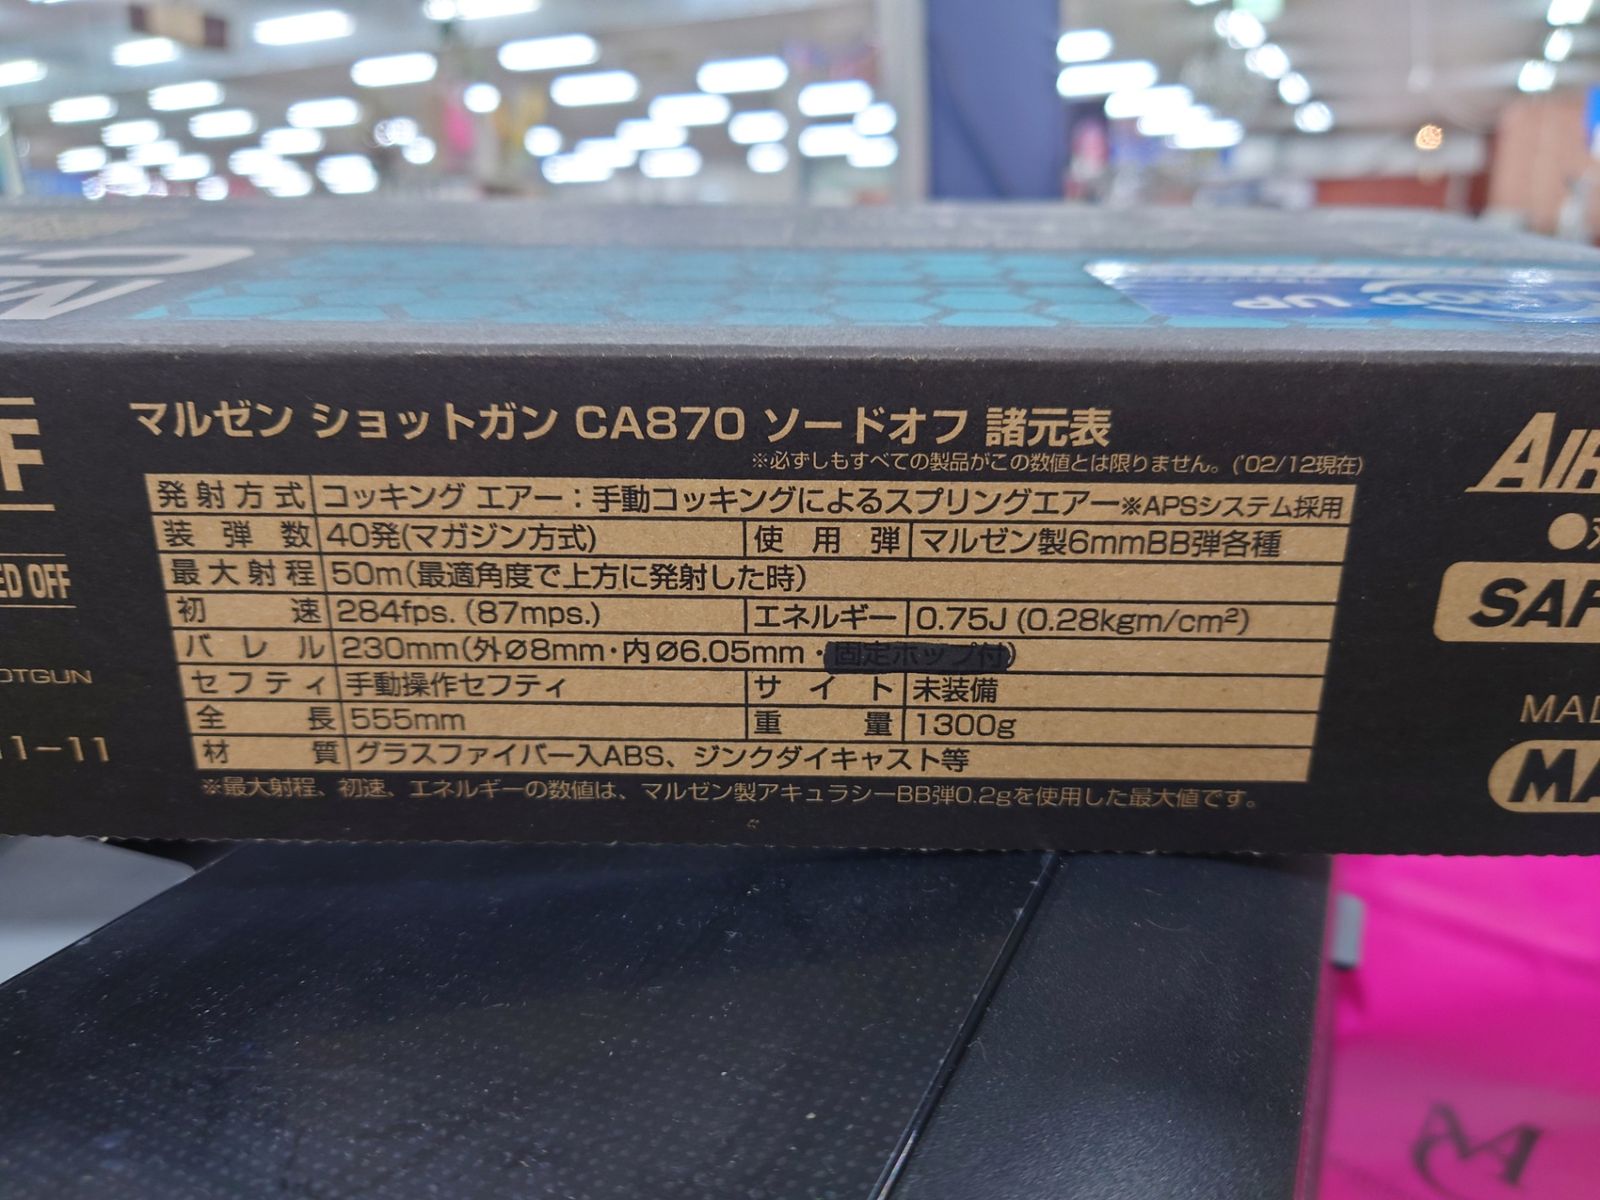 マルゼン ショットガン CA870 ソードオフ 諸元表
※必ずしもすべての製品がこの数値とは限りません。('02/12現在)
発射方式 コッキング エアー：手動コッキングによるスプリングエアー※APSシステム採用
装弾数 40発(マガジン方式) 使用弾 マルゼン製6mmBB弾各種
最大射程 50m(最適角度で上方に発射した時)
初速 284fps.(87mps.) エネルギー 0.75J(0.28kgm/cm²)
バレル 230mm(外Ø8mm・内Ø6.05mm・固定ホップ付)
セフティ 手動操作セフティ サイト 未装備
全長 555mm 重量 1300g
材質 グラスファイバー入ABS、ジンクダイキャスト等
※最大射程、初速、エネルギーの数値は、マルゼン製アキュラシーBB弾0.2gを使用した最大値です。
OFF
11-11
UP